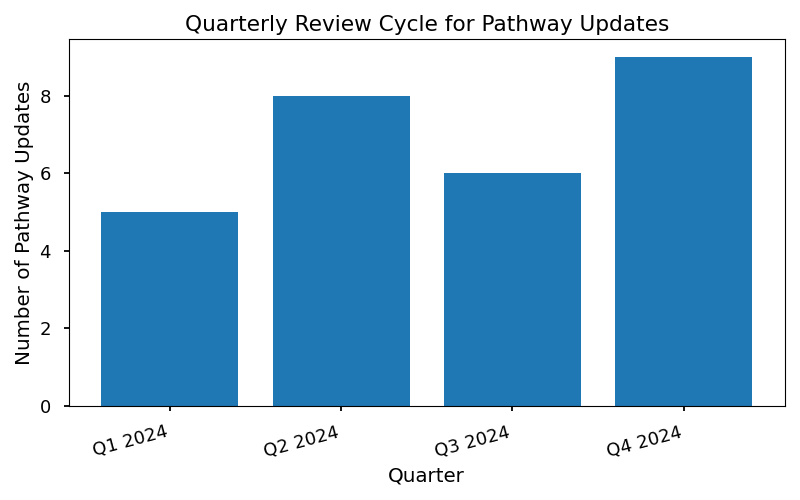 Quarterly Review Cycle for Pathway Updates
Number of Pathway Updates
8
6
4
2
0
Q1 2024
Q2 2024
Q3 2024
Q4 2024
Quarter